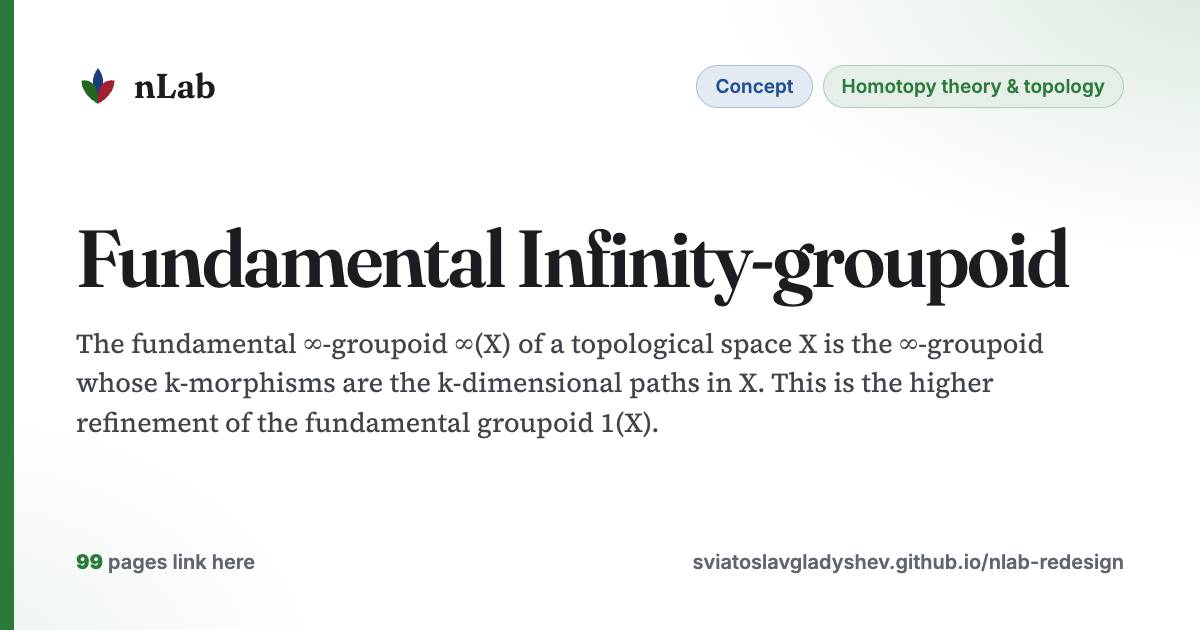 nLab
Concept
Homotopy theory & topology
Fundamental Infinity-groupoid
The fundamental ∞-groupoid ∞(X) of a topological space X is the ∞-groupoid
whose k-morphisms are the k-dimensional paths in X. This is the higher
refinement of the fundamental groupoid 1(X).
99 pages link here
sviatoslavgladyshev.github.io/nlab-redesign